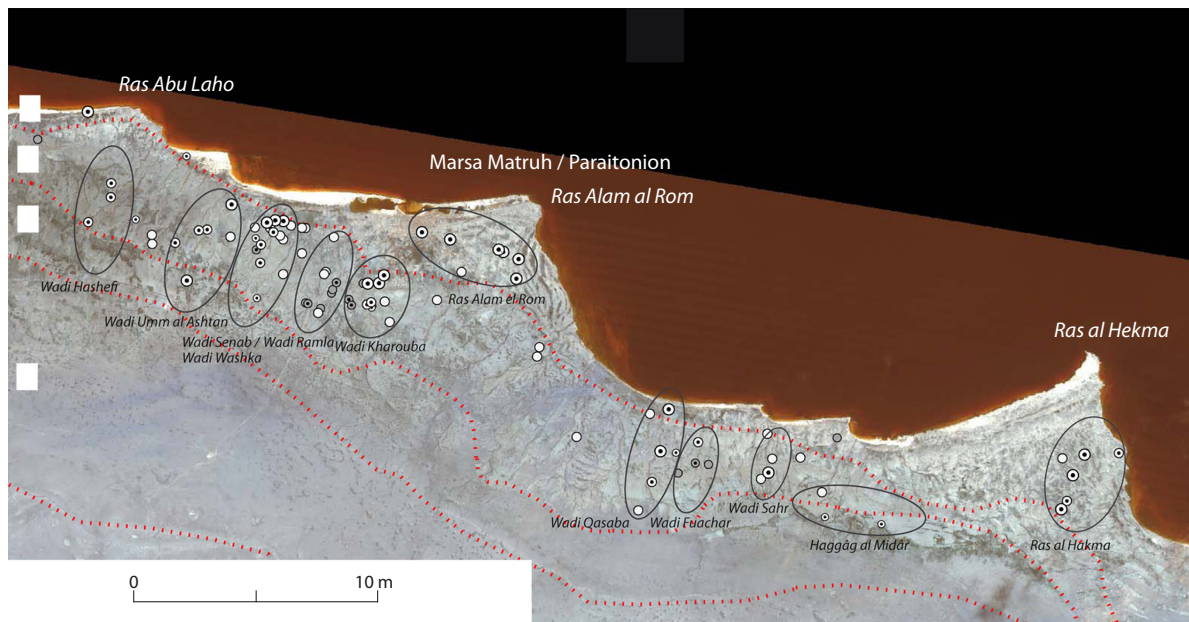 Ras Abu Laho
Marsa Matruh / Paraitonion
Ras Alam al Rom
Wadi Hashefi
Ras Alam el Rom
Wadi Umm al Ashtan
Wadi Senab /
Wadi Washka
Wadi Ramla
Wadi Kharouba
Ras al Hekma
Wadi Qasaba
Wadi Fuachar
Wadi Sahr
Haggâg al Midâr
Ras al Hakma
0
10 m